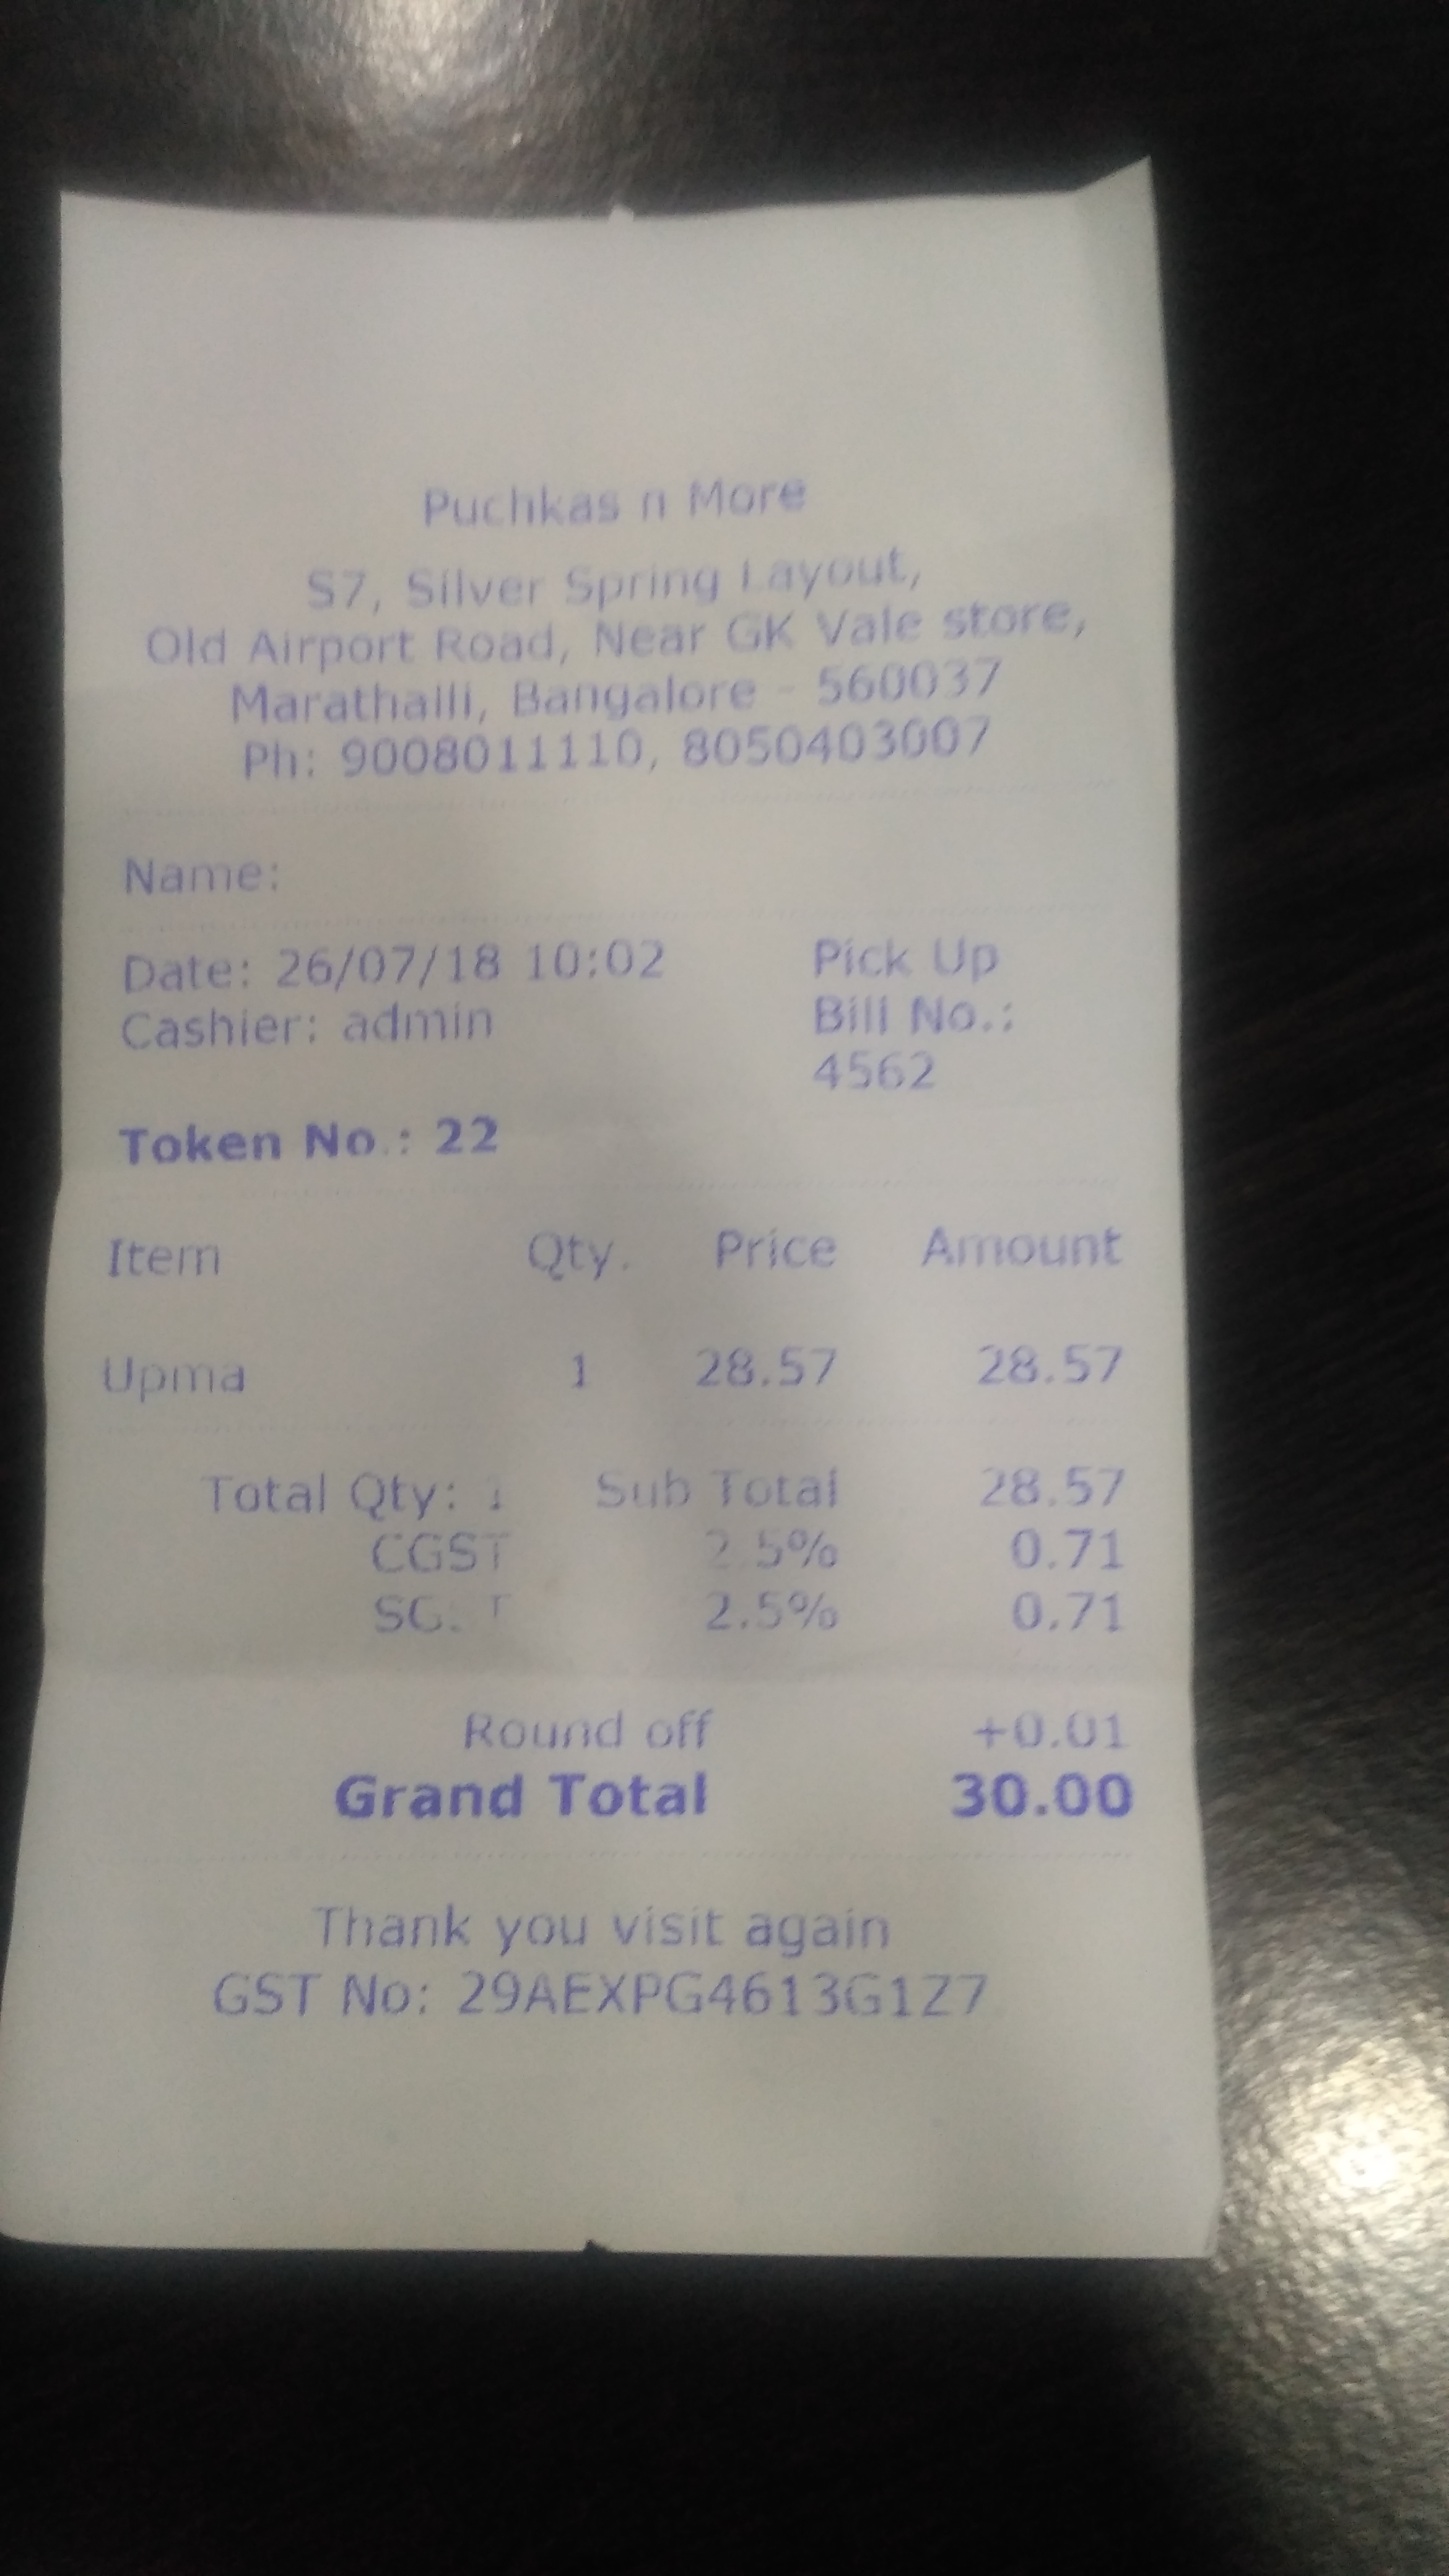 Puchkas n More
S7, Silver Spring Layout,
Old Airport Road, Near GK Vale store,
Marathalli, Bangalore - 560037
Ph: 9008011110, 8050403007
Name:
Date: 26/07/18 10:02 Pick Up
Cashier: admin Bill No.:
4562
Token No.: 22
Item Qty. Price Amount
Upma 1 28.57 28.57
Total Qty: 1 Sub Total 28.57
CGST 2.5% 0.71
SGST 2.5% 0.71
Round off +0.01
Grand Total 30.00
Thank you visit again
GST No: 29AEXPG4613G1Z7